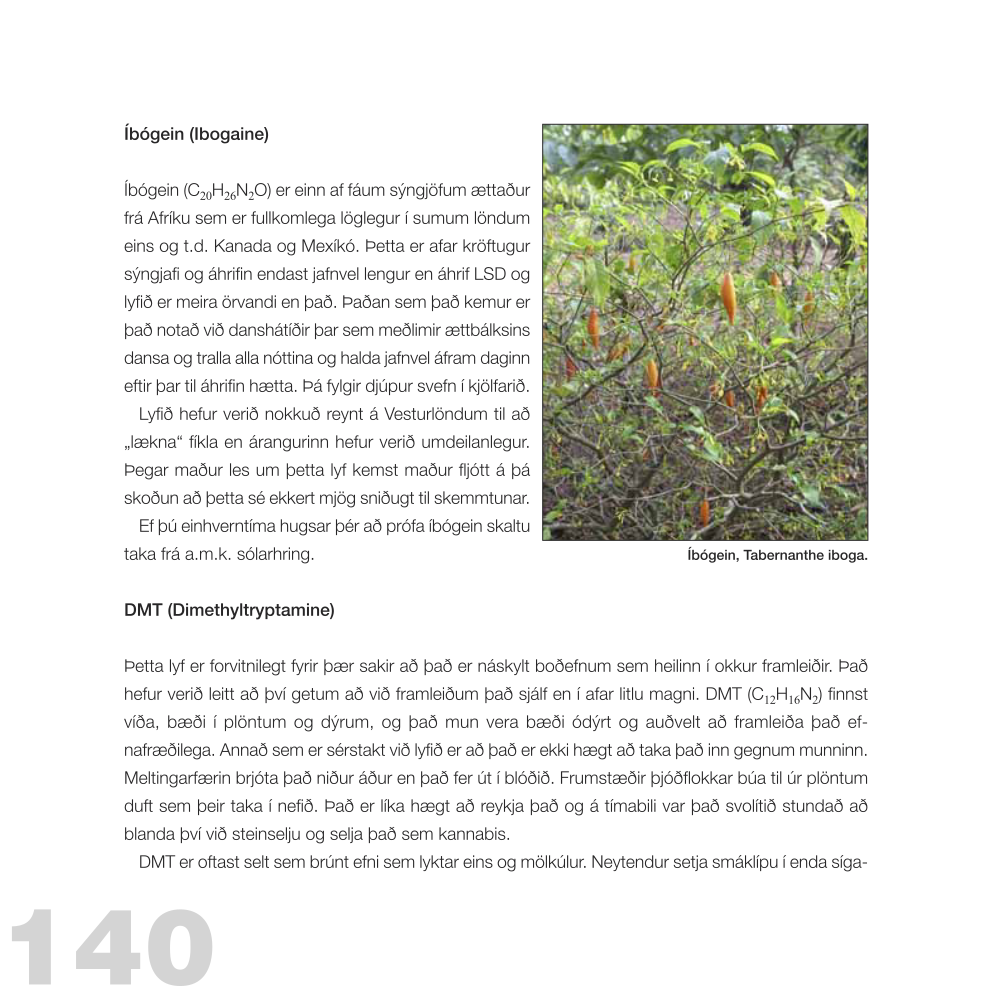 Íbógein (Ibogaine)
Íbógein (C20H26N2O) er einn af fáum sýngjöfum ættaður
frá Afríku sem er fullkomlega löglegur í sumum löndum
eins og t.d. Kanada og Mexíkó. Þetta er afar kröftugur
sýngjafi og áhrifin endast jafnvel lengur en áhrif LSD og
lyfið er meira örvandi en það. Þaðan sem það kemur er
það notað við danshátíðir þar sem meðlimir ættbálksins
dansa og tralla alla nóttina og halda jafnvel áfram daginn
eftir þar til áhrifin hætta. Þá fylgir djúpur svefn í kjölfarið.
Lyfið hefur verið nokkuð reynt á Vesturlöndum til að
„lækna“ fíkla en árangurinn hefur verið umdeilanlegur.
Þegar maður les um þetta lyf kemst maður fljótt á þá
skoðun að þetta sé ekkert mjög sniðugt til skemmtunar.
Ef þú einhverntíma hugsar þér að prófa íbógein skaltu
taka frá a.m.k. sólarhring.
Íbógein, Tabernanthe iboga.
DMT (Dimethyltryptamine)
Þetta lyf er forvitnilegt fyrir þær sakir að það er náskylt boðefnum sem heilinn í okkur framleiðir. Það
hefur verið leitt að því getum að við framleiðum það sjálf en í afar litlu magni. DMT (C12H16N2) finnst
víða, bæði í plöntum og dýrum, og það mun vera bæði ódýrt og auðvelt að framleiða það ef-
nafræðilega. Annað sem er sérstakt við lyfið er að það er ekki hægt að taka það inn gegnum munninn.
Meltingarfærin brjóta það niður áður en það fer út í blóðið. Frumstæðir þjóðflokkar búa til úr plöntum
duft sem þeir taka í nefið. Það er líka hægt að reykja það og á tímabili var það svolítið stundað að
blanda því við steinselju og selja það sem kannabis.
DMT er oftast selt sem brúnt efni sem lyktar eins og mölkúlur. Neytendur setja smáklípu í enda síga-
140